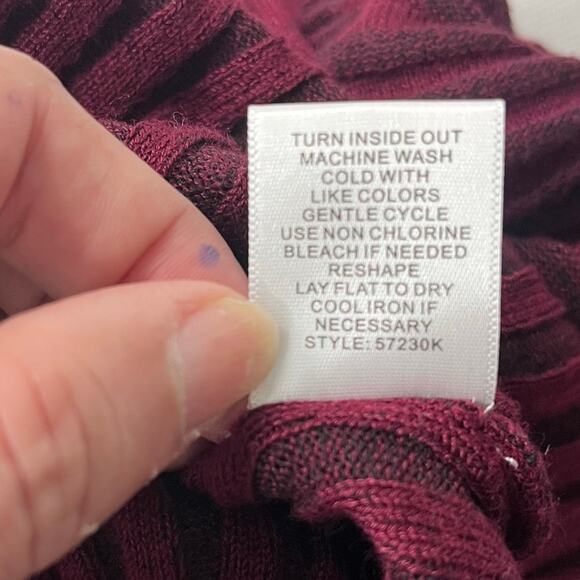 TURN INSIDE OUT
MACHINE WASH
COLD WITH
LIKE COLORS
GENTLE CYCLE
USE NON CHLORINE
BLEACH IF NEEDED
RESHAPE
LAY FLAT TO DRY
COOL IRON IF
NECESSARY
STYLE: 57230K